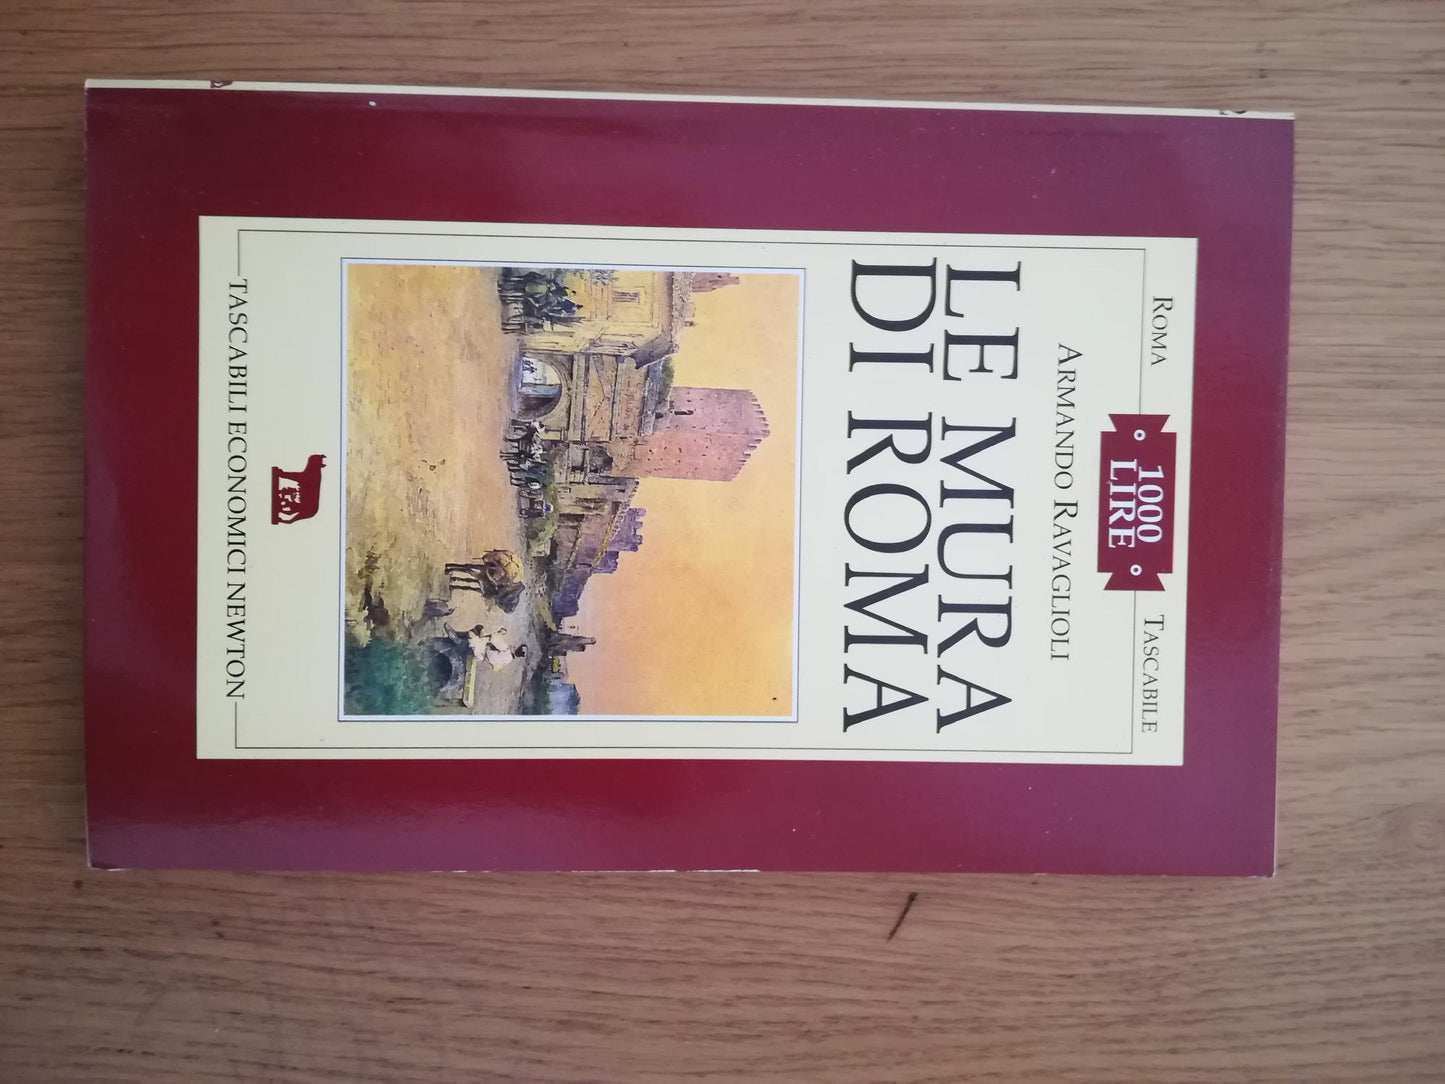 ROMA
TASCABILE
1000
LIRE
ARMANDO RAVAGLIOLI
LE MURA
DI ROMA
TASCABILI ECONOMICI NEWTON